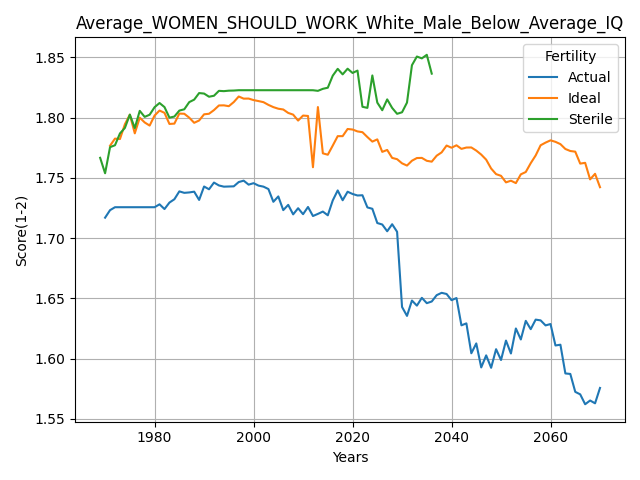 Average_WOMEN_SHOULD_WORK_White_Male_Below_Average_IQ
Fertility
Actual
Ideal
Sterile
Score(1-2)
1.85
1.80
1.75
1.70
1.65
1.60
1.55
1980
2000
2020
2040
2060
Years